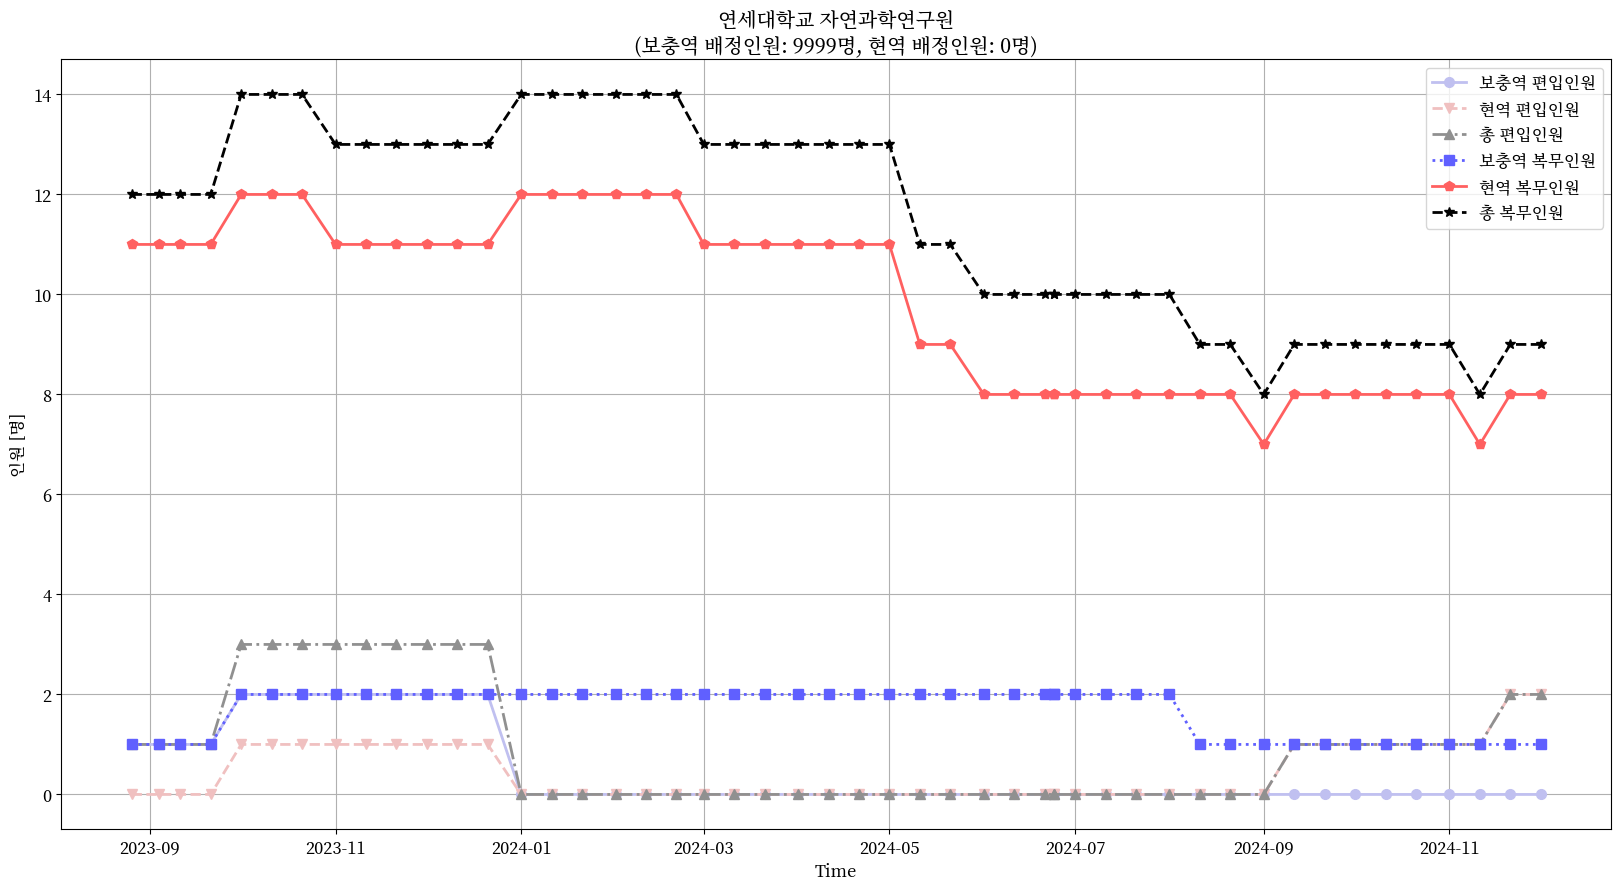 연세대학교 자연과학연구원
(보충역 배정인원: 9999명, 현역 배정인원: 0명)
보충역 편입인원
현역 편입인원
총 편입인원
보충역 복무인원
현역 복무인원
총 복무인원
인원 [명]
14
12
10
8
6
4
2
0
2023-09
2023-11
2024-01
2024-03
2024-05
2024-07
2024-09
2024-11
Time